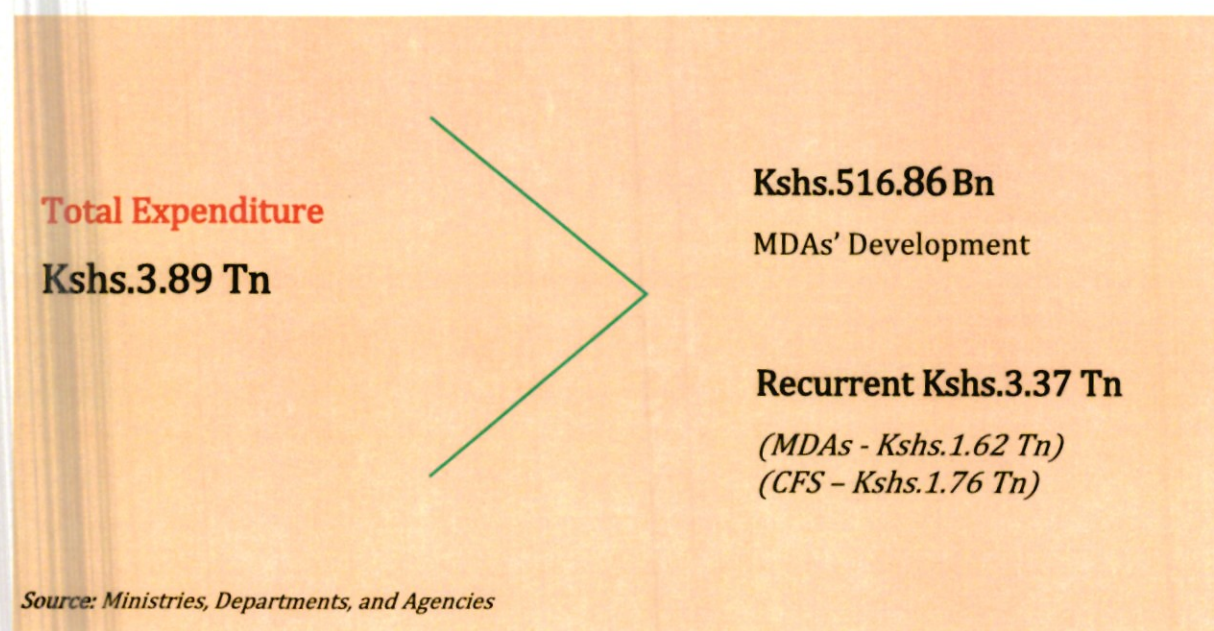 Total Expenditure
Kshs.3.89 Tn
Kshs.516.86 Bn
MDAs’ Development
Recurrent Kshs.3.37 Tn
(MDAs - Kshs.1.62 Tn)
(CFS – Kshs.1.76 Tn)
Source: Ministries, Departments, and Agencies